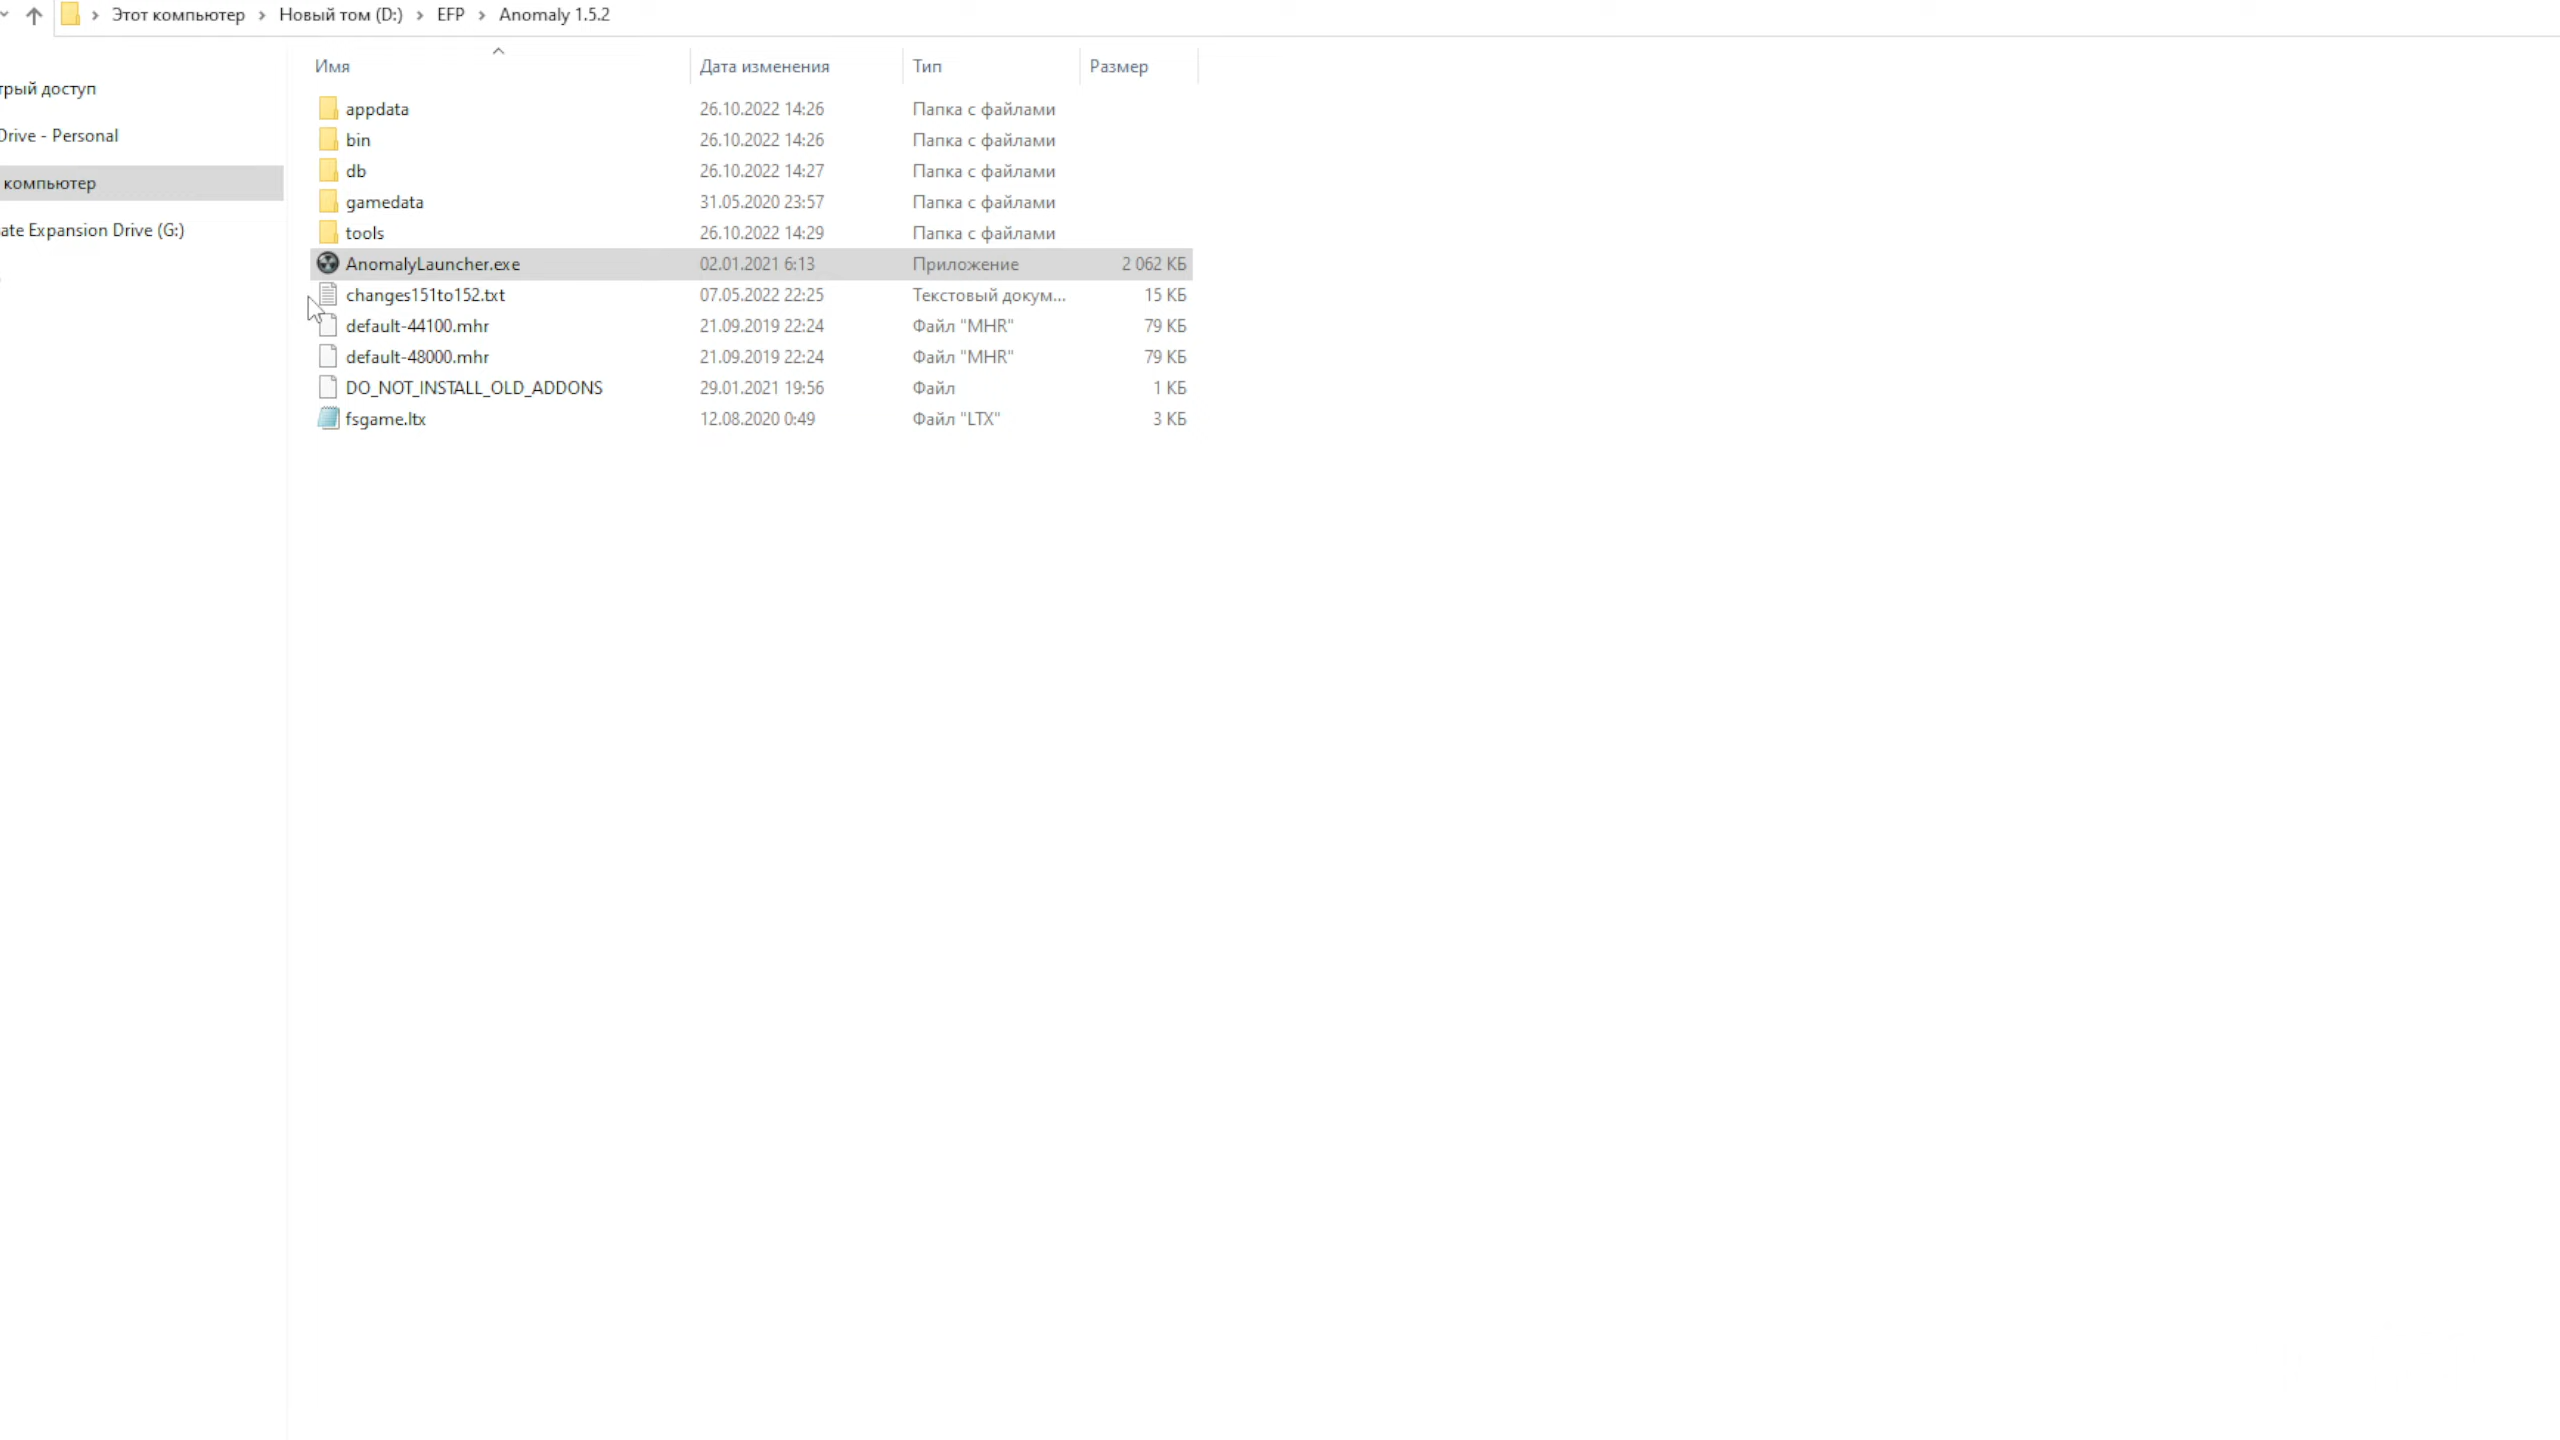 Этот компьютер › Новый том (D:) › EFP › Anomaly 1.5.2
Имя Дата изменения Тип Размер
трый доступ
Drive - Personal
компьютер
ate Expansion Drive (G:)
appdata 26.10.2022 14:26 Папка с файлами
bin 26.10.2022 14:26 Папка с файлами
db 26.10.2022 14:27 Папка с файлами
gamedata 31.05.2020 23:57 Папка с файлами
tools 26.10.2022 14:29 Папка с файлами
AnomalyLauncher.exe 02.01.2021 6:13 Приложение 2 062 КБ
changes151to152.txt 07.05.2022 22:25 Текстовый докум... 15 КБ
default-44100.mhr 21.09.2019 22:24 Файл "MHR" 79 КБ
default-48000.mhr 21.09.2019 22:24 Файл "MHR" 79 КБ
DO_NOT_INSTALL_OLD_ADDONS 29.01.2021 19:56 Файл 1 КБ
fsgame.ltx 12.08.2020 0:49 Файл "LTX" 3 КБ